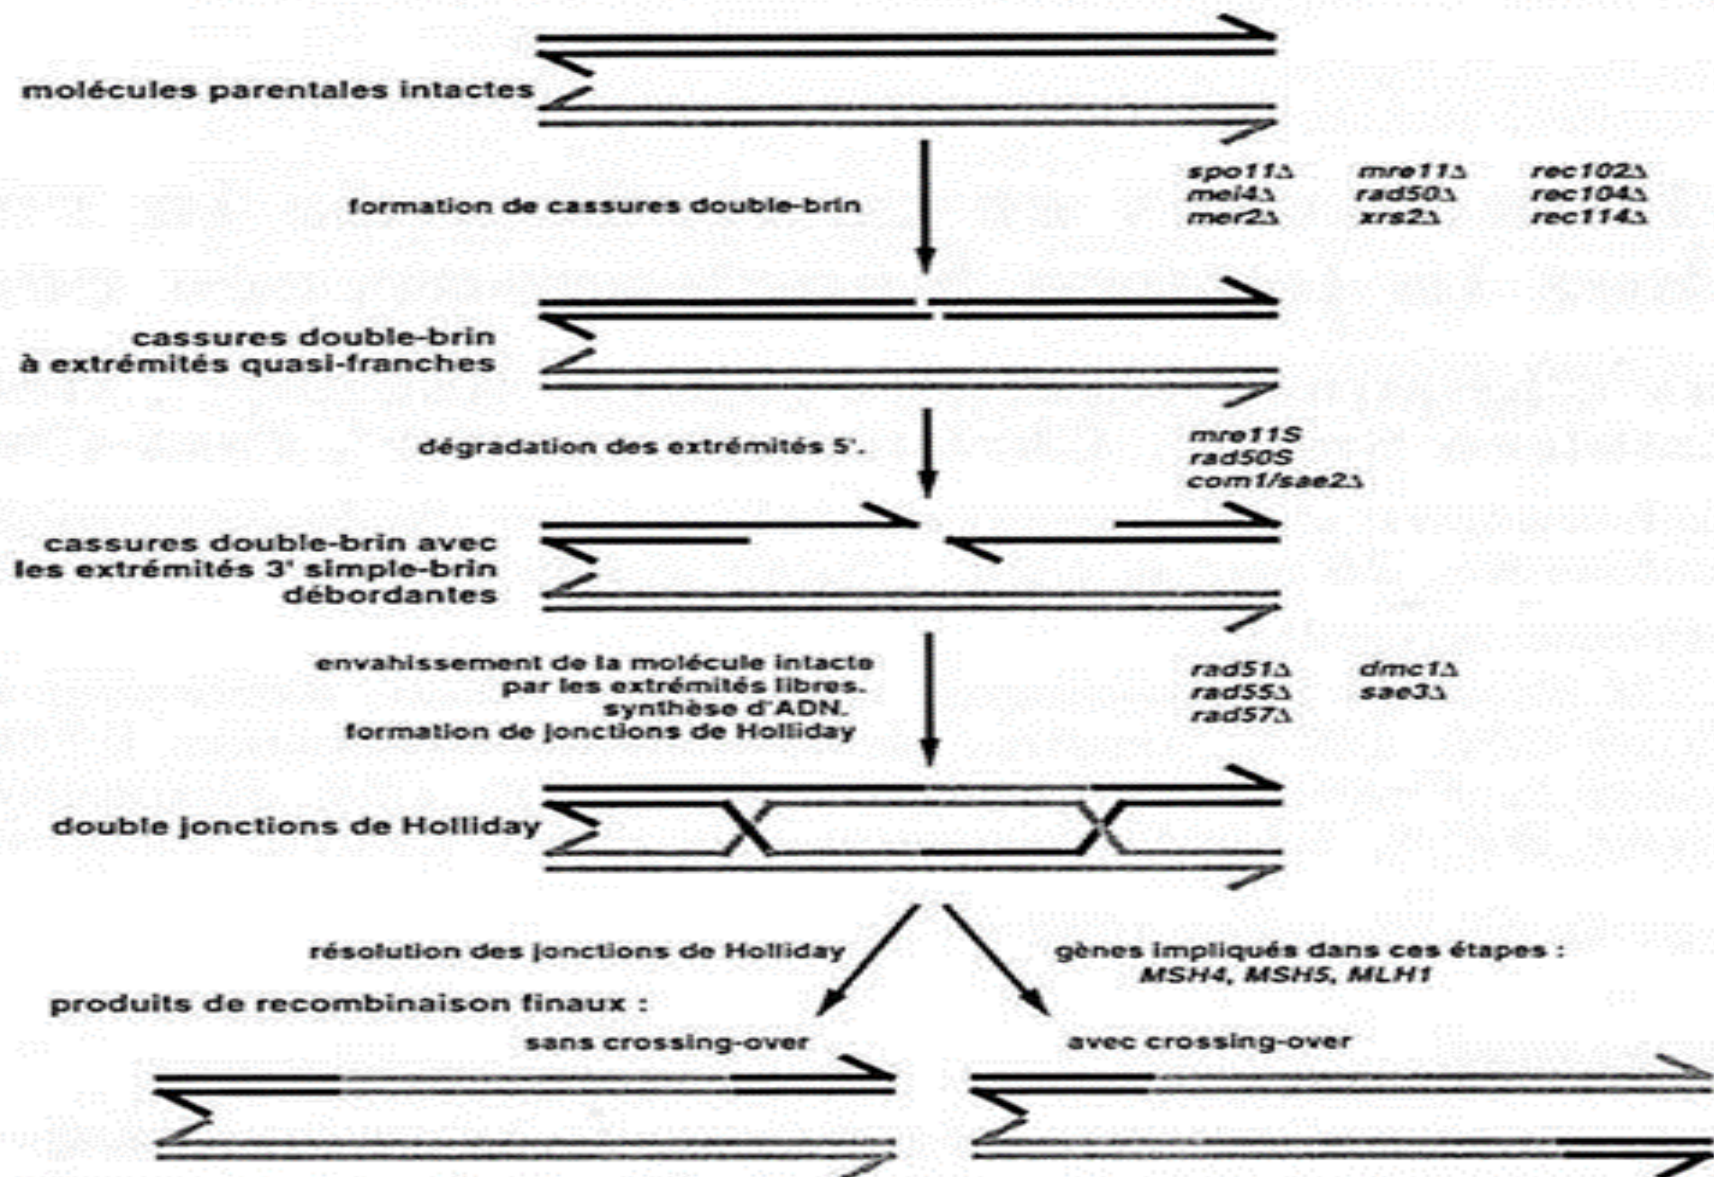 molécules parentales intactes
formation de cassures double-brin
spo11Δ mre11Δ rec102Δ
mei4Δ rad50Δ rec104Δ
mer2Δ xrs2Δ rec114Δ
cassures double-brin
à extrémités quasi-franches
dégradation des extrémités 5'.
mre11S
rad50S
com1/sae2Δ
cassures double-brin avec
les extrémités 3' simple-brin
débordantes
envahissement de la molécule intacte
par les extrémités libres.
synthèse d'ADN.
formation de jonctions de Holliday
rad51Δ dmc1Δ
rad55Δ sae3Δ
rad57Δ
double jonctions de Holliday
résolution des jonctions de Holliday
gènes impliqués dans ces étapes :
MSH4, MSH5, MLH1
produits de recombinaison finaux :
sans crossing-over
avec crossing-over